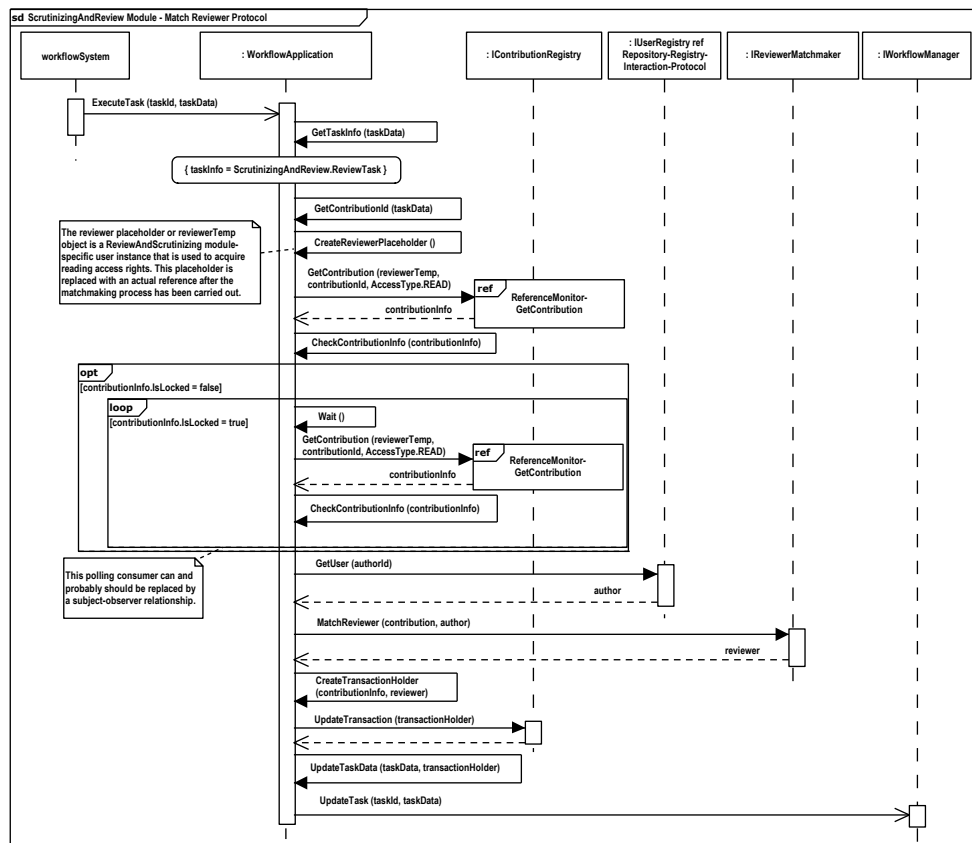 sd ScrutinizingAndReview Module - Match Reviewer Protocol
workflowSystem
: WorkflowApplication
: IContributionRegistry
: IUserRegistry ref
Repository-Registry-
Interaction-Protocol
: IReviewerMatchmaker
: IWorkflowManager
ExecuteTask (taskId, taskData)
GetTaskInfo (taskData)
{ taskInfo = ScrutinizingAndReview.ReviewTask }
GetContributionId (taskData)
The reviewer placeholder or reviewerTemp
object is a ReviewAndScrutinizing module-
specific user instance that is used to acquire
reading access rights. This placeholder is
replaced with an actual reference after the
matchmaking process has been carried out.
CreateReviewerPlaceholder ()
GetContribution (reviewerTemp,
contributionId, AccessType.READ)
ref
ReferenceMonitor-
GetContribution
contributionInfo
CheckContributionInfo (contributionInfo)
opt
[contributionInfo.IsLocked = false]
loop
[contributionInfo.IsLocked = true]
Wait ()
GetContribution (reviewerTemp,
contributionId, AccessType.READ)
ref
ReferenceMonitor-
GetContribution
contributionInfo
CheckContributionInfo (contributionInfo)
This polling consumer can and
probably should be replaced by
a subject-observer relationship.
GetUser (authorId)
author
MatchReviewer (contribution, author)
reviewer
CreateTransactionHolder
(contributionInfo, reviewer)
UpdateTransaction (transactionHolder)
UpdateTaskData (taskData, transactionHolder)
UpdateTask (taskId, taskData)